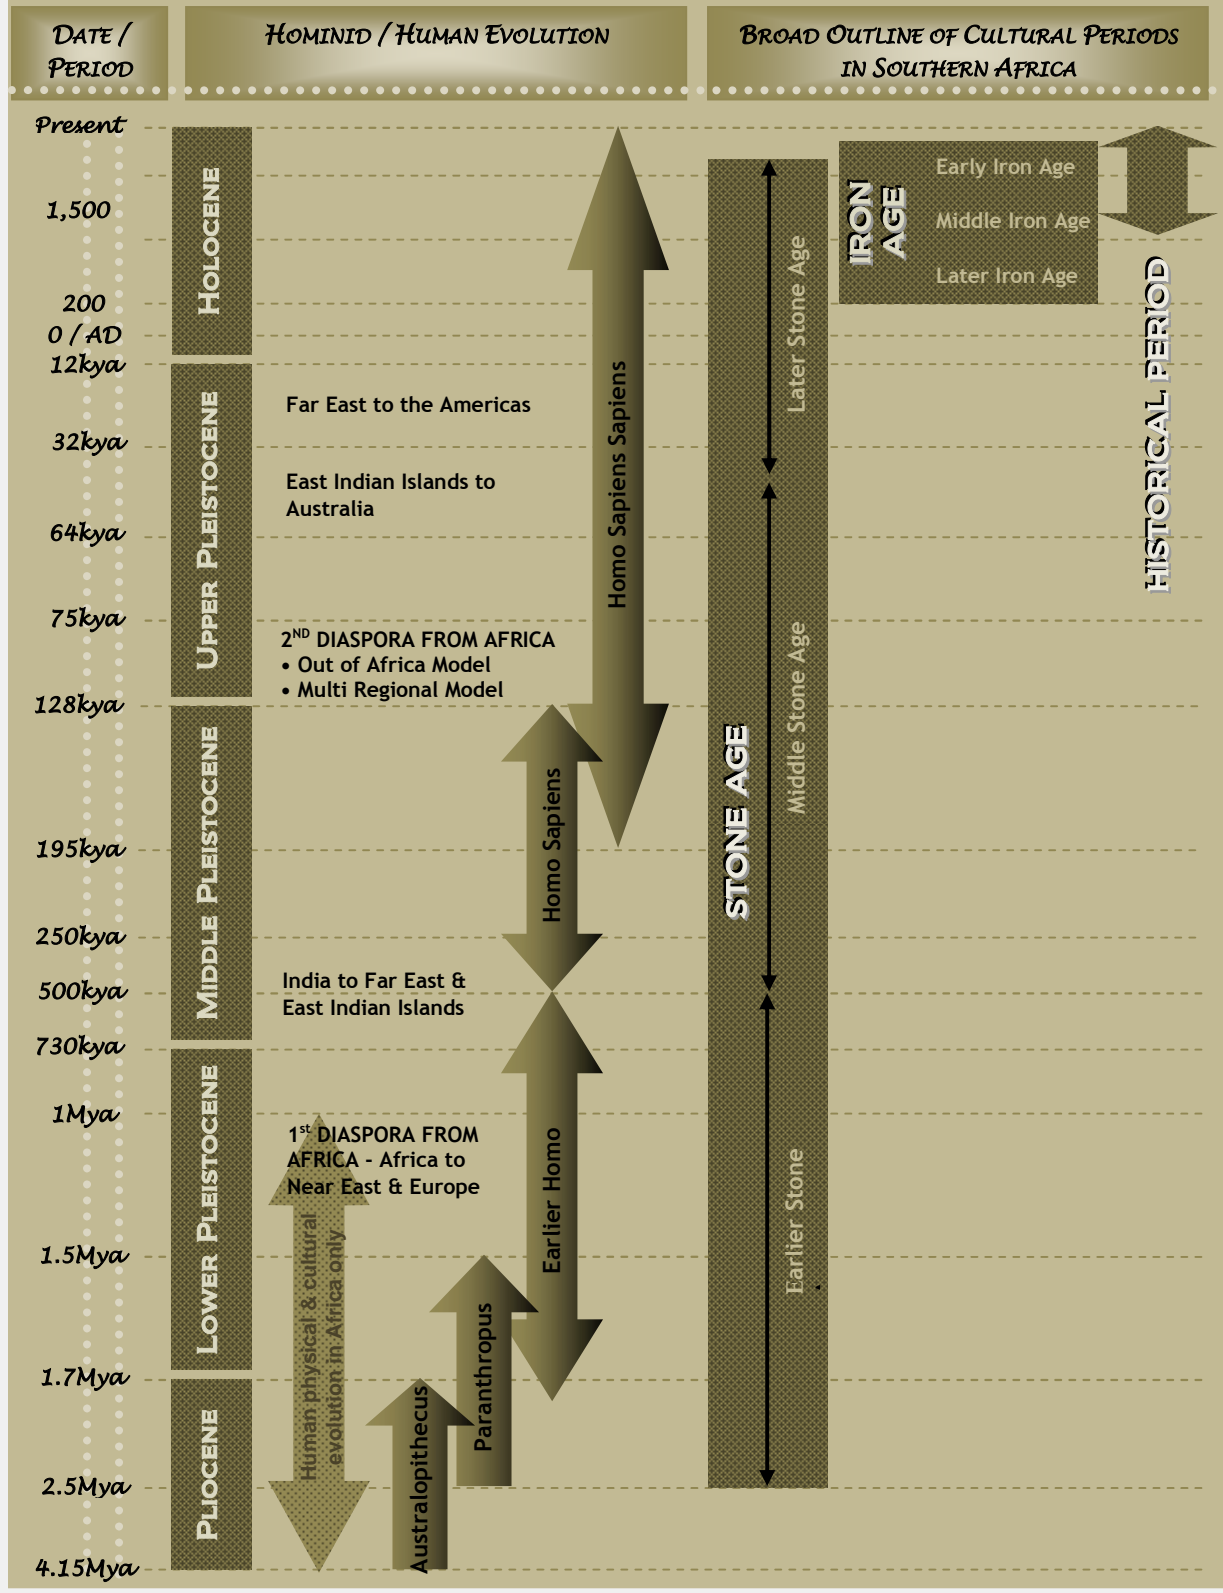 DATE /
PERIOD
HOMINID / HUMAN EVOLUTION
BROAD OUTLINE OF CULTURAL PERIODS
IN SOUTHERN AFRICA
Present
1,500
200
0 / AD
12kya
32kya
64kya
75kya
128kya
195kya
250kya
500kya
730kya
1Mya
1.5Mya
1.7Mya
2.5Mya
4.15Mya
HOLOCENE
UPPER PLEISTOCENE
MIDDLE PLEISTOCENE
LOWER PLEISTOCENE
PLIOCENE
Far East to the Americas
East Indian Islands to
Australia
2ND DIASPORA FROM AFRICA
• Out of Africa Model
• Multi Regional Model
India to Far East &
East Indian Islands
1st DIASPORA FROM
AFRICA - Africa to
Near East & Europe
Human physical & cultural
evolution in Africa only
Australopithecus
Paranthropus
Earlier Homo
Homo Sapiens
Homo Sapiens Sapiens
STONE AGE
Later Stone Age
Middle Stone Age
Earlier Stone
IRON
AGE
Early Iron Age
Middle Iron Age
Later Iron Age
HISTORICAL PERIOD